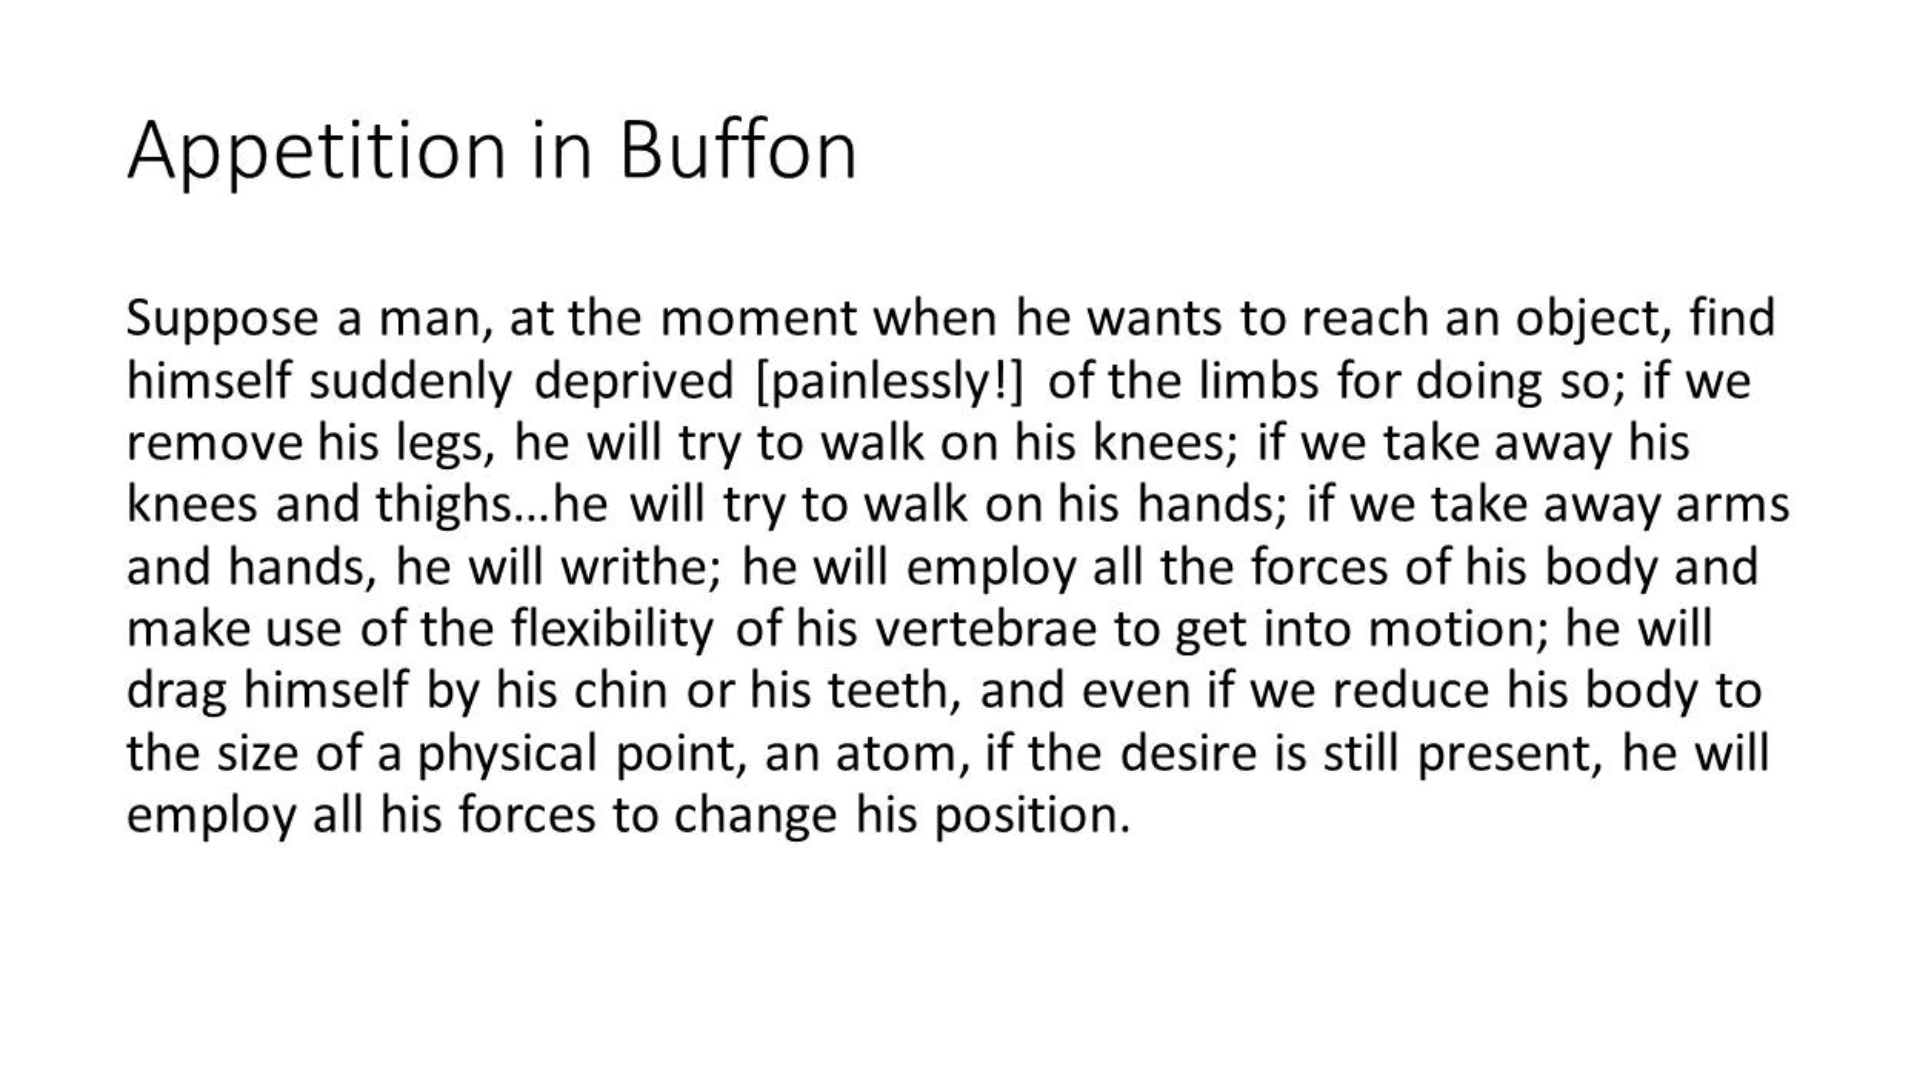 Appetition in Buffon
Suppose a man, at the moment when he wants to reach an object, find
himself suddenly deprived [painlessly!] of the limbs for doing so; if we
remove his legs, he will try to walk on his knees; if we take away his
knees and thighs...he will try to walk on his hands; if we take away arms
and hands, he will writhe; he will employ all the forces of his body and
make use of the flexibility of his vertebrae to get into motion; he will
drag himself by his chin or his teeth, and even if we reduce his body to
the size of a physical point, an atom, if the desire is still present, he will
employ all his forces to change his position.